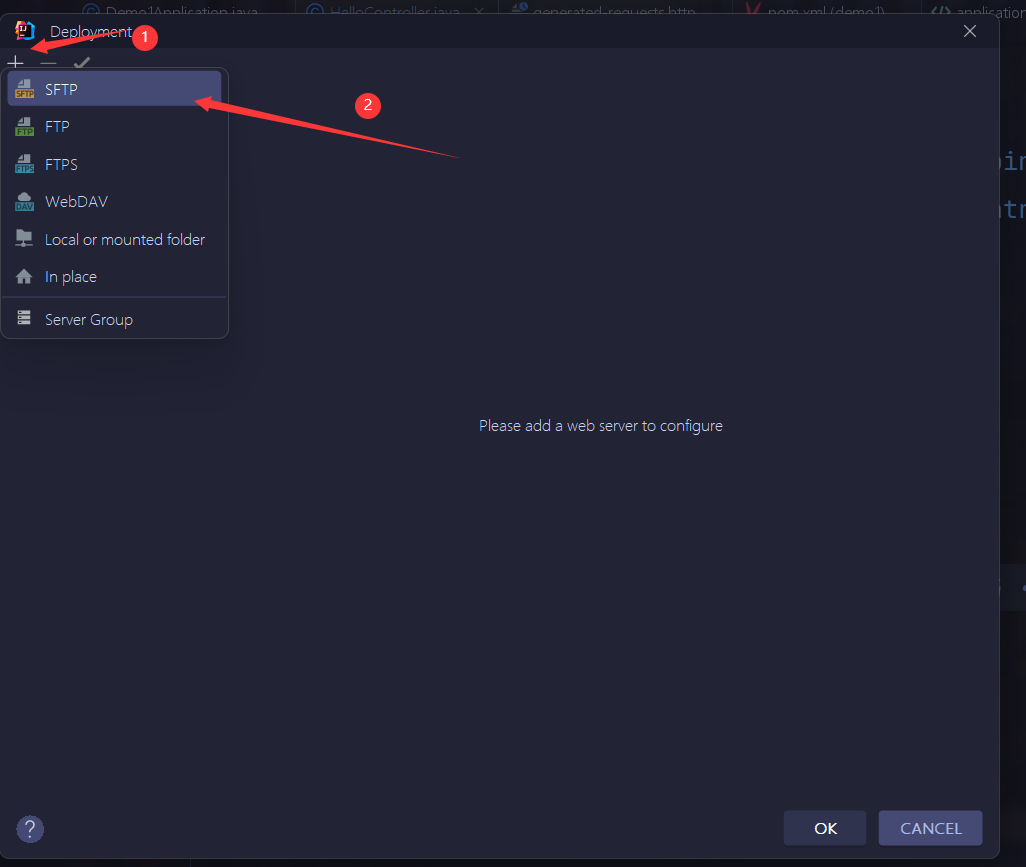 Demo1Application.java
HelloController.java
generated-requests.http
pom.xml (demo1)
application
Deployment
1
SFTP
SFTP
2
FTP
FTP
FTPS
FTPS
DAV
WebDAV
Local or mounted folder
In place
Server Group
Please add a web server to configure
?
OK
CANCEL